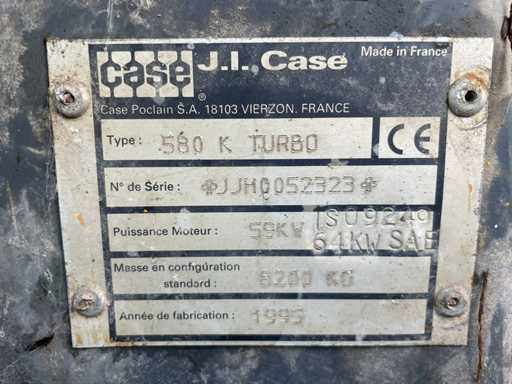 case
J.I. Case
Made in France
®
Case Poclain S.A. 18103 VIERZON. FRANCE
Type : 580 K TURBO
CE
N° de Série : JJH0052323
Puissance Moteur : 59KW ISO9249
64KW SAE
Masse en configuration
standard : 6200 KG
Année de fabrication : 1995